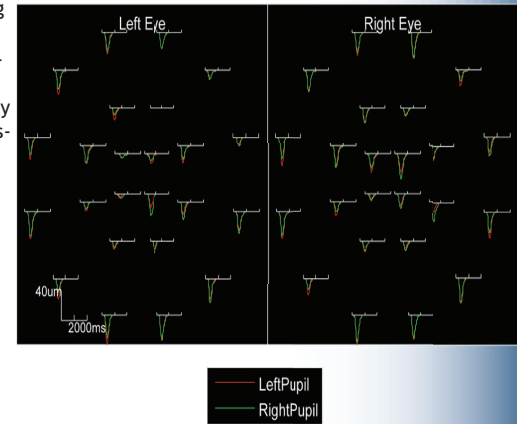 g
y
s-
Left Eye
Right Eye
40um
2000ms
LeftPupil
RightPupil